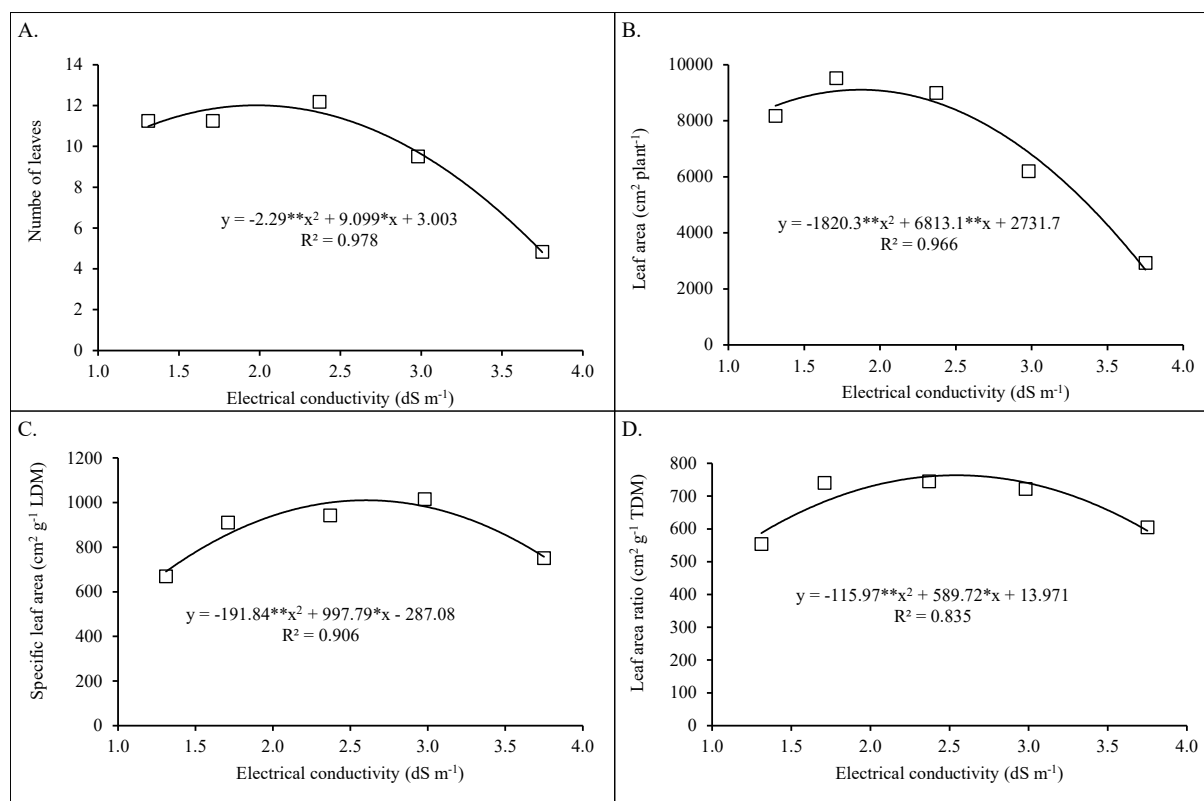 A.
14
12
10
8
6
4
2
0
Numbe of leaves
y = -2.29**x² + 9.099*x + 3.003
R² = 0.978
1.0 1.5 2.0 2.5 3.0 3.5 4.0
Electrical conductivity (dS m⁻¹)
B.
10000
8000
6000
4000
2000
0
Leaf area (cm² plant⁻¹)
y = -1820.3**x² + 6813.1**x + 2731.7
R² = 0.966
1.0 1.5 2.0 2.5 3.0 3.5 4.0
Electrical conductivity (dS m⁻¹)
C.
1200
1000
800
600
400
200
0
Specific leaf area (cm² g⁻¹ LDM)
y = -191.84**x² + 997.79*x - 287.08
R² = 0.906
1.0 1.5 2.0 2.5 3.0 3.5 4.0
Electrical conductivity (dS m⁻¹)
D.
800
700
600
500
400
300
200
100
0
Leaf area ratio (cm² g⁻¹ TDM)
y = -115.97**x² + 589.72*x + 13.971
R² = 0.835
1.0 1.5 2.0 2.5 3.0 3.5 4.0
Electrical conductivity (dS m⁻¹)